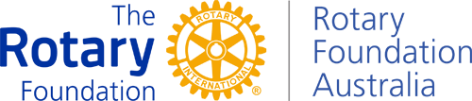 The
Rotary
Foundation
ROTARY
INTERNATIONAL
®
Rotary
Foundation
Australia